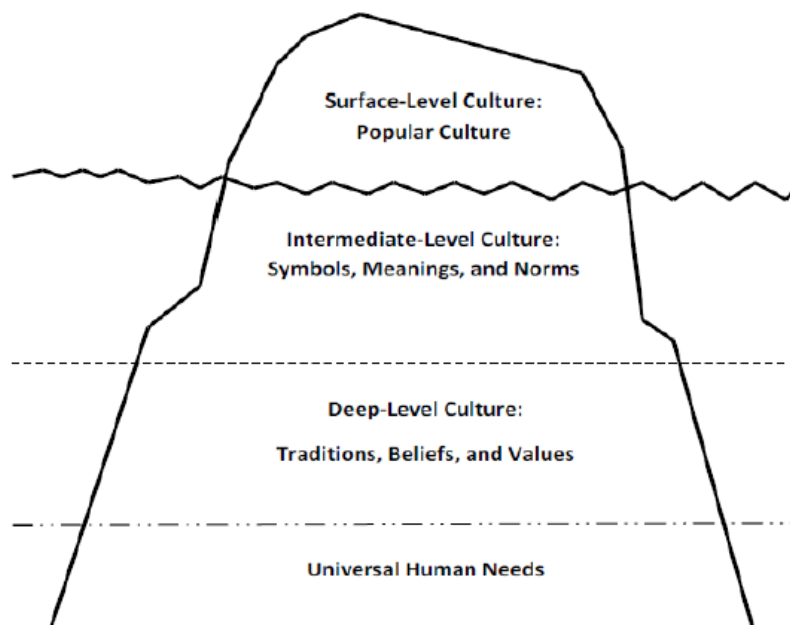 Surface-Level Culture:
Popular Culture
Intermediate-Level Culture:
Symbols, Meanings, and Norms
Deep-Level Culture:
Traditions, Beliefs, and Values
Universal Human Needs